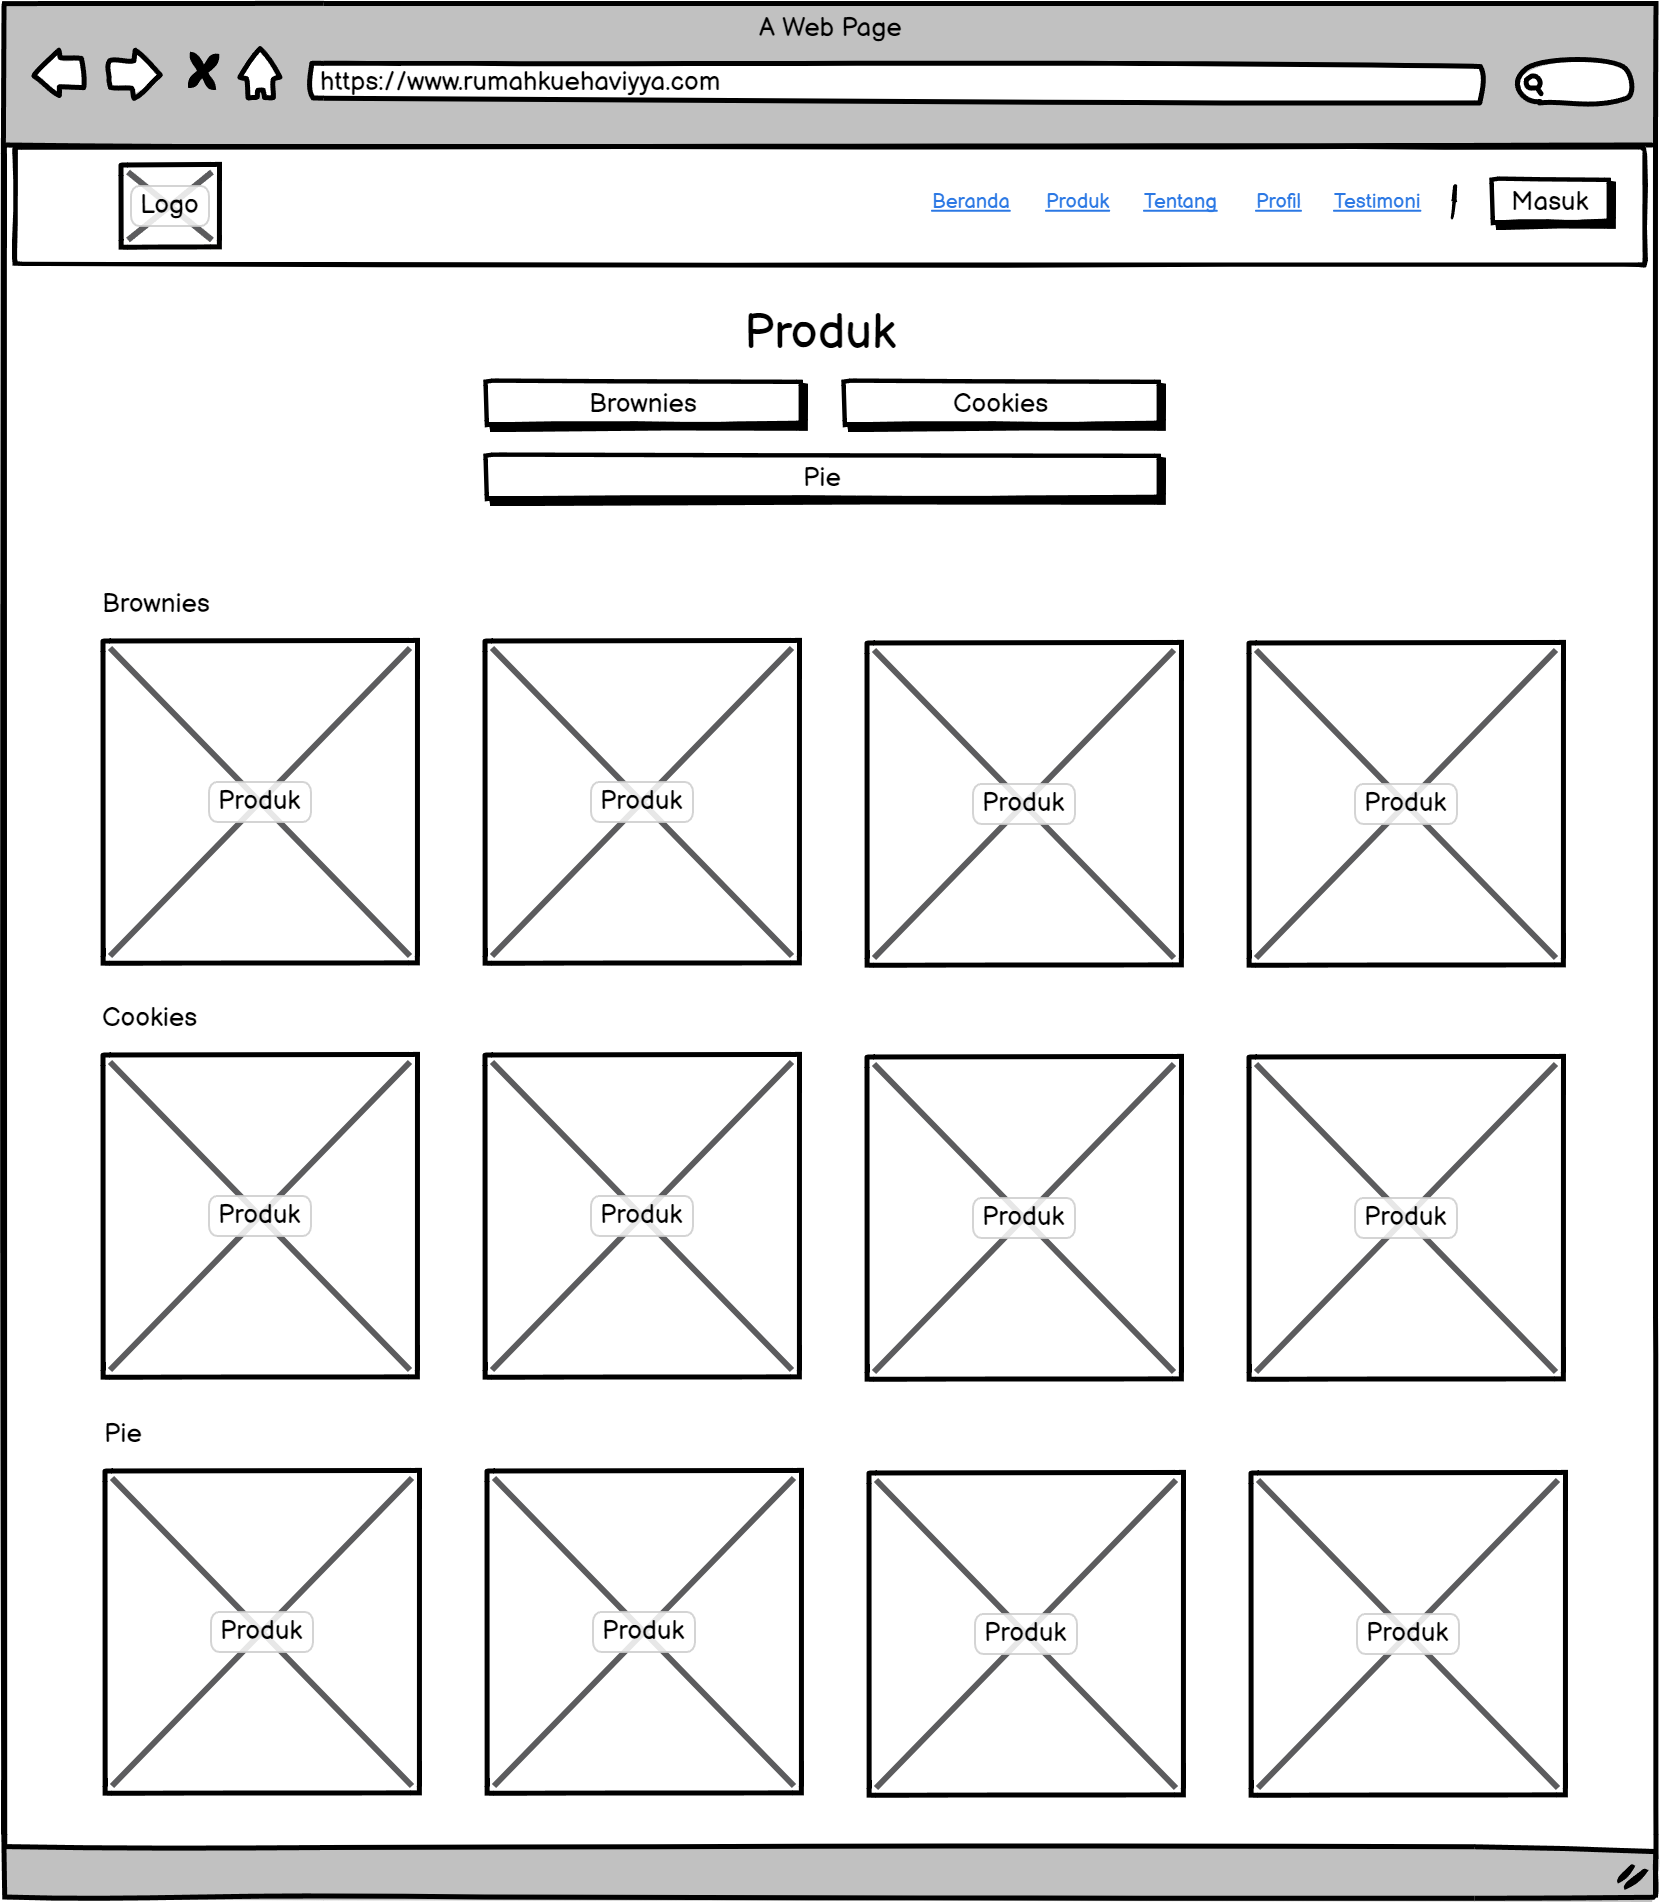 A Web Page
https://www.rumahkuehaviyya.com
Logo
Beranda Produk Tentang Profil Testimoni Masuk
Produk
Brownies Cookies
Pie
Brownies
Produk Produk Produk Produk
Cookies
Produk Produk Produk Produk
Pie
Produk Produk Produk Produk